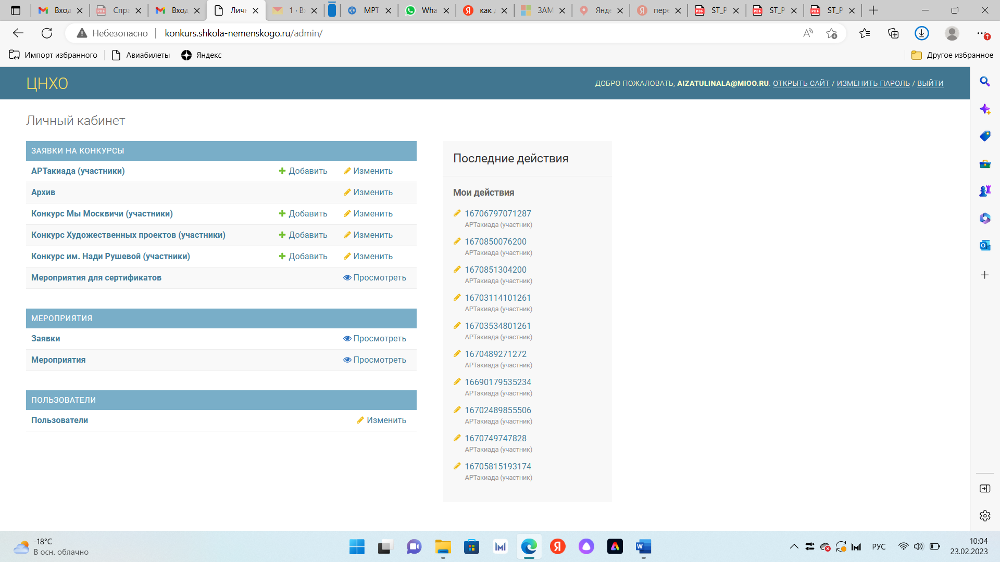 Вход
Спра
Вход
Личн
1 · Вх
МРТ
Wha
как д
ЗАМ
Янде
пере
ST_P
ST_P
ST_P
Небезопасно
konkurs.shkola-nemenskogo.ru/admin/
Импорт избранного
Авиабилеты
Яндекс
Другое избранное
ЦНХО
ДОБРО ПОЖАЛОВАТЬ, AIZATULINALA@MIOO.RU. ОТКРЫТЬ САЙТ / ИЗМЕНИТЬ ПАРОЛЬ / ВЫЙТИ
Личный кабинет
ЗАЯВКИ НА КОНКУРСЫ
АРТакиада (участники) Добавить Изменить
Архив Изменить
Конкурс Мы Москвичи (участники) Добавить Изменить
Конкурс Художественных проектов (участники) Добавить Изменить
Конкурс им. Нади Рушевой (участники) Добавить Изменить
Мероприятия для сертификатов Просмотреть
МЕРОПРИЯТИЯ
Заявки Просмотреть
Мероприятия Просмотреть
ПОЛЬЗОВАТЕЛИ
Пользователи Изменить
Последние действия
Мои действия
16706797071287
АРТакиада (участник)
1670850076200
АРТакиада (участник)
1670851304200
АРТакиада (участник)
16703114101261
АРТакиада (участник)
16703534801261
АРТакиада (участник)
1670489271272
АРТакиада (участник)
16690179535234
АРТакиада (участник)
16702489855506
АРТакиада (участник)
1670749747828
АРТакиада (участник)
16705815193174
АРТакиада (участник)
-18°C
В осн. облачно
РУС
10:04
23.02.2023